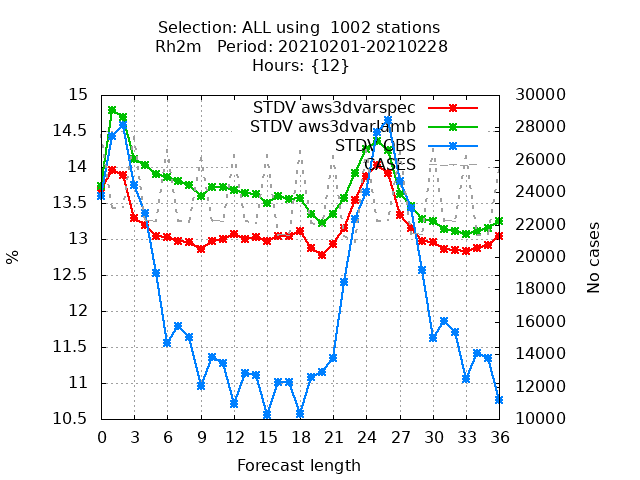 Selection: ALL using  1002 stations
Rh2m   Period: 20210201-20210228
Hours: {12}
STDV aws3dvarspec
STDV aws3dvarlamb
STDV OBS
CASES
15
14.5
14
13.5
13
12.5
12
11.5
11
10.5
%
30000
28000
26000
24000
22000
20000
18000
16000
14000
12000
10000
No cases
0 3 6 9 12 15 18 21 24 27 30 33 36
Forecast length